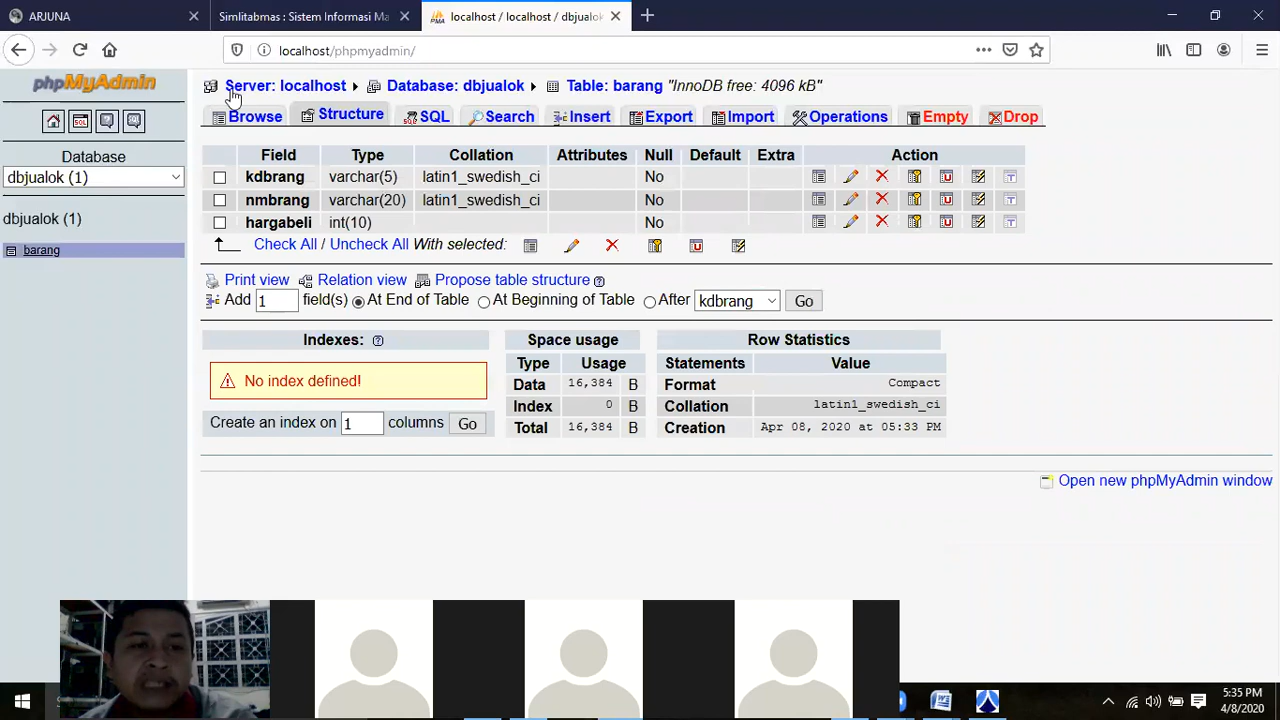 ARJUNA
Simlitabmas : Sistem Informasi Ma
PMA
localhost / localhost / dbjualok
localhost/phpmyadmin/
phpMyAdmin
SQL
Database
dbjualok (1)
dbjualok (1)
barang
Server: localhost Database: dbjualok Table: barang "InnoDB free: 4096 kB"
Browse Structure SQL Search Insert Export Import Operations Empty Drop
Field Type Collation Attributes Null Default Extra Action
kdbrang varchar(5) latin1_swedish_ci No
nmbrang varchar(20) latin1_swedish_ci No
hargabeli int(10) No
Check All / Uncheck All With selected:
Print view Relation view Propose table structure
Add 1 field(s) At End of Table At Beginning of Table After kdbrang Go
Indexes:
No index defined!
Create an index on 1 columns Go
Space usage
Type Usage
Data 16,384 B
Index 0 B
Total 16,384 B
Row Statistics
Statements Value
Format Compact
Collation latin1_swedish_ci
Creation Apr 08, 2020 at 05:33 PM
Open new phpMyAdmin window
5:35 PM
4/8/2020